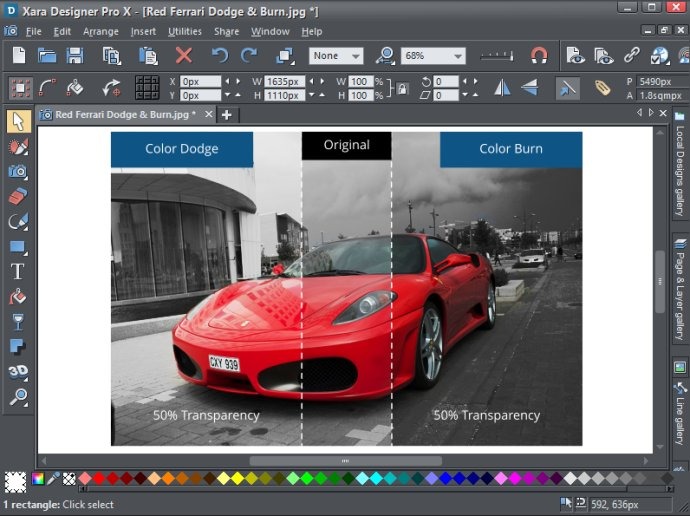 Xara Designer Pro X - [Red Ferrari Dodge & Burn.jpg *]
File Edit Arrange Insert Utilities Share Window Help
None 68%
X 0px W 1635px W 100 % 0 P 5490px
Y 0px H 1110px H 100 % 0 A 1.8sqmpx
Red Ferrari Dodge & Burn.jpg *
Color Dodge Original Color Burn
CXY 939
50% Transparency 50% Transparency
T
3D
Local Designs gallery
Page & Layer gallery
Line gallery
1 rectangle: Click select
592, 636px